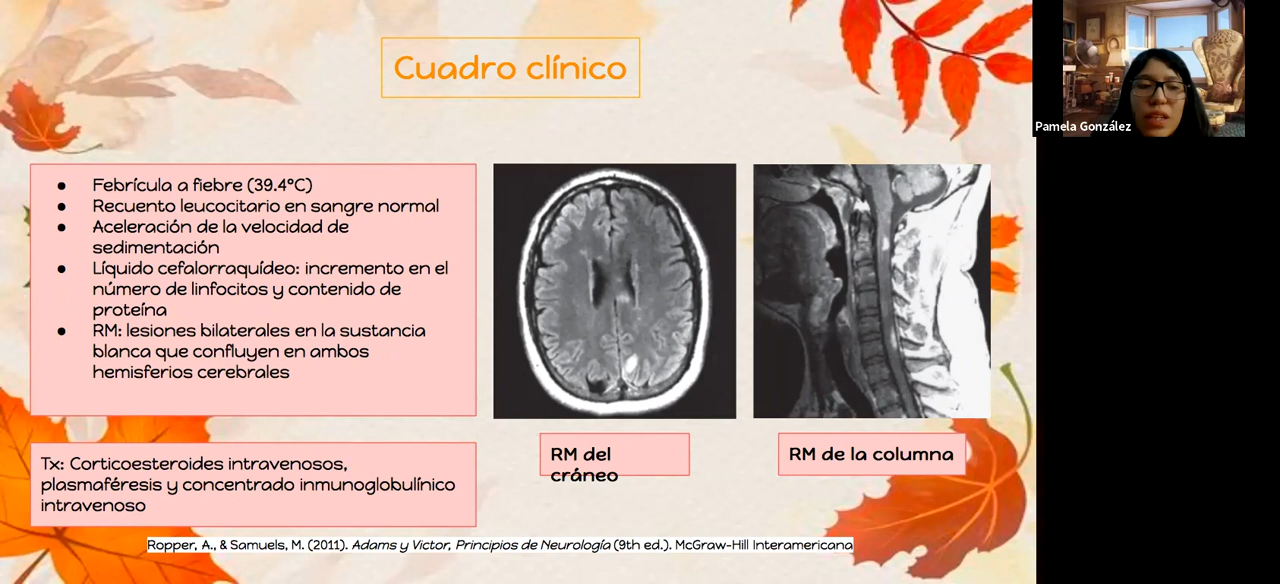 Cuadro clínico
Pamela González
● Febrícula a fiebre (39.4°C)
● Recuento leucocitario en sangre normal
● Aceleración de la velocidad de
sedimentación
● Líquido cefalorraquídeo: incremento en el
número de linfocitos y contenido de
proteína
● RM: lesiones bilaterales en la sustancia
blanca que confluyen en ambos
hemisferios cerebrales
RM del
cráneo
RM de la columna
Tx: Corticoesteroides intravenosos,
plasmaféresis y concentrado inmunoglobulínico
intravenoso
Ropper, A., & Samuels, M. (2011). Adams y Victor, Principios de Neurología (9th ed.). McGraw-Hill Interamericana